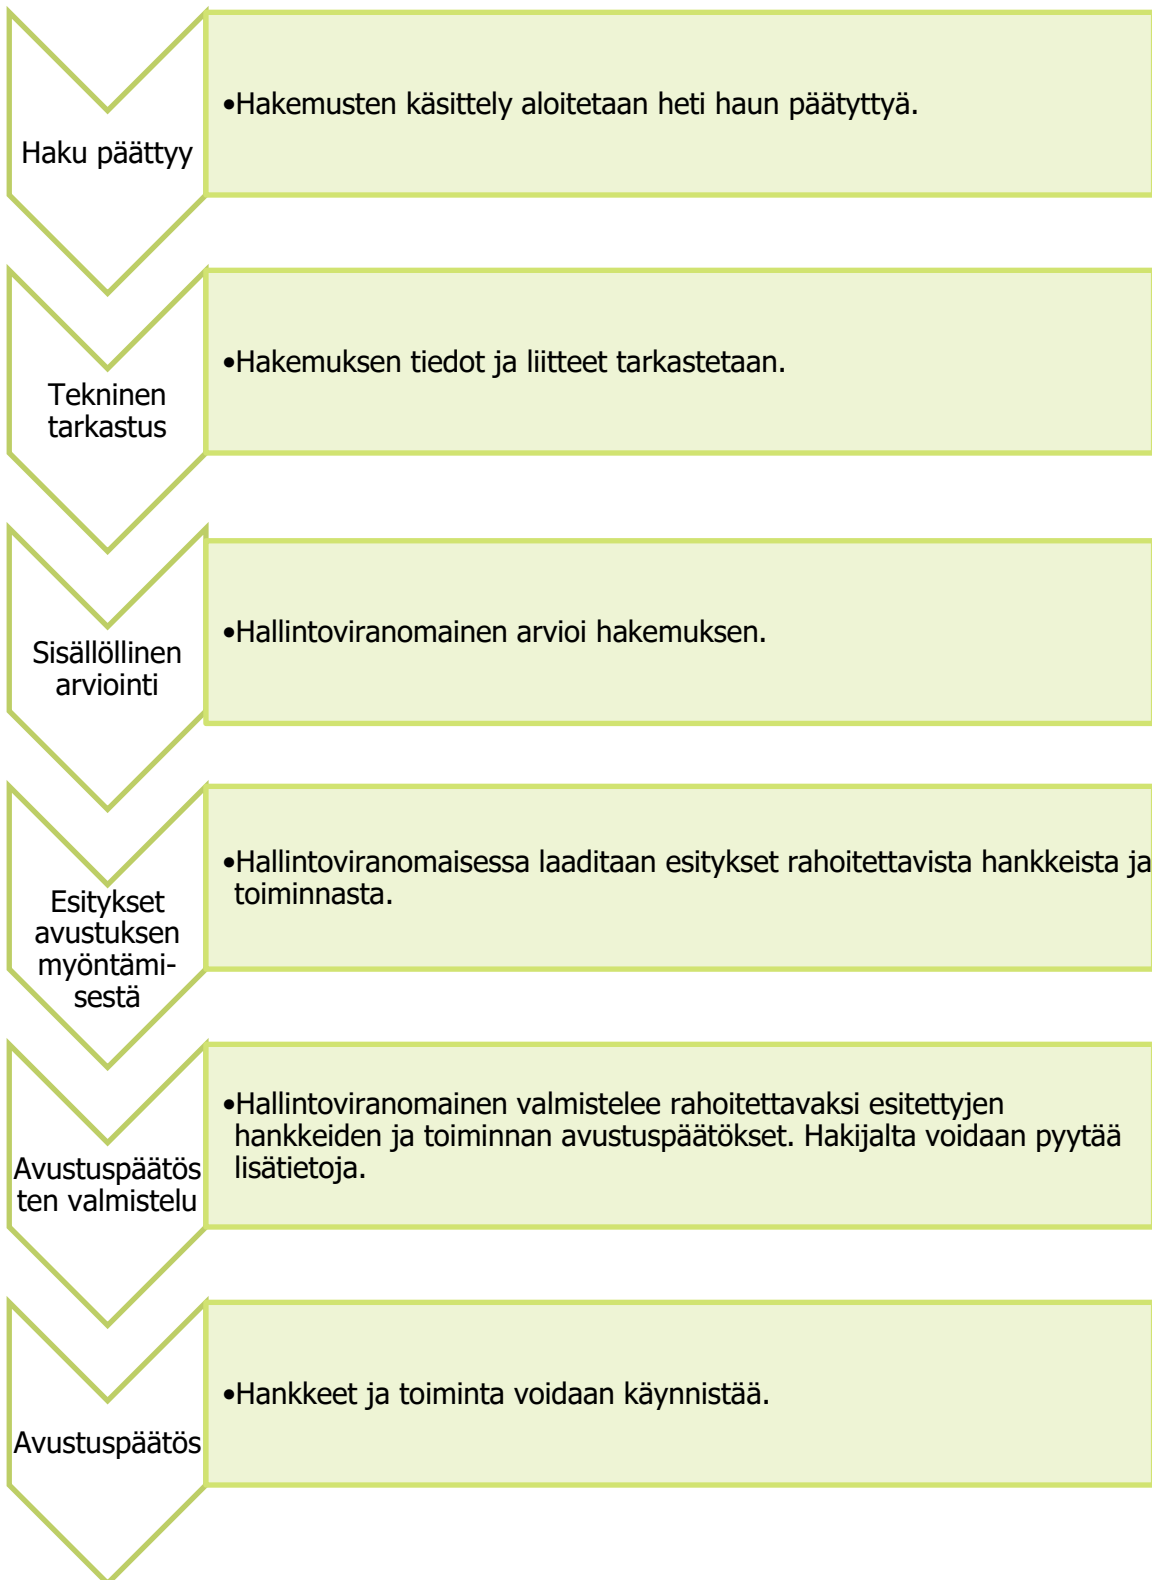 Haku päättyy
•Hakemusten käsittely aloitetaan heti haun päätyttyä.
Tekninen
tarkastus
•Hakemuksen tiedot ja liitteet tarkastetaan.
Sisällöllinen
arviointi
•Hallintoviranomainen arvioi hakemuksen.
Esitykset
avustuksen
myöntämi-
sestä
•Hallintoviranomaisessa laaditaan esitykset rahoitettavista hankkeista ja
toiminnasta.
Avustuspäätös
ten valmistelu
•Hallintoviranomainen valmistelee rahoitettavaksi esitettyjen
hankkeiden ja toiminnan avustuspäätökset. Hakijalta voidaan pyytää
lisätietoja.
Avustuspäätös
•Hankkeet ja toiminta voidaan käynnistää.